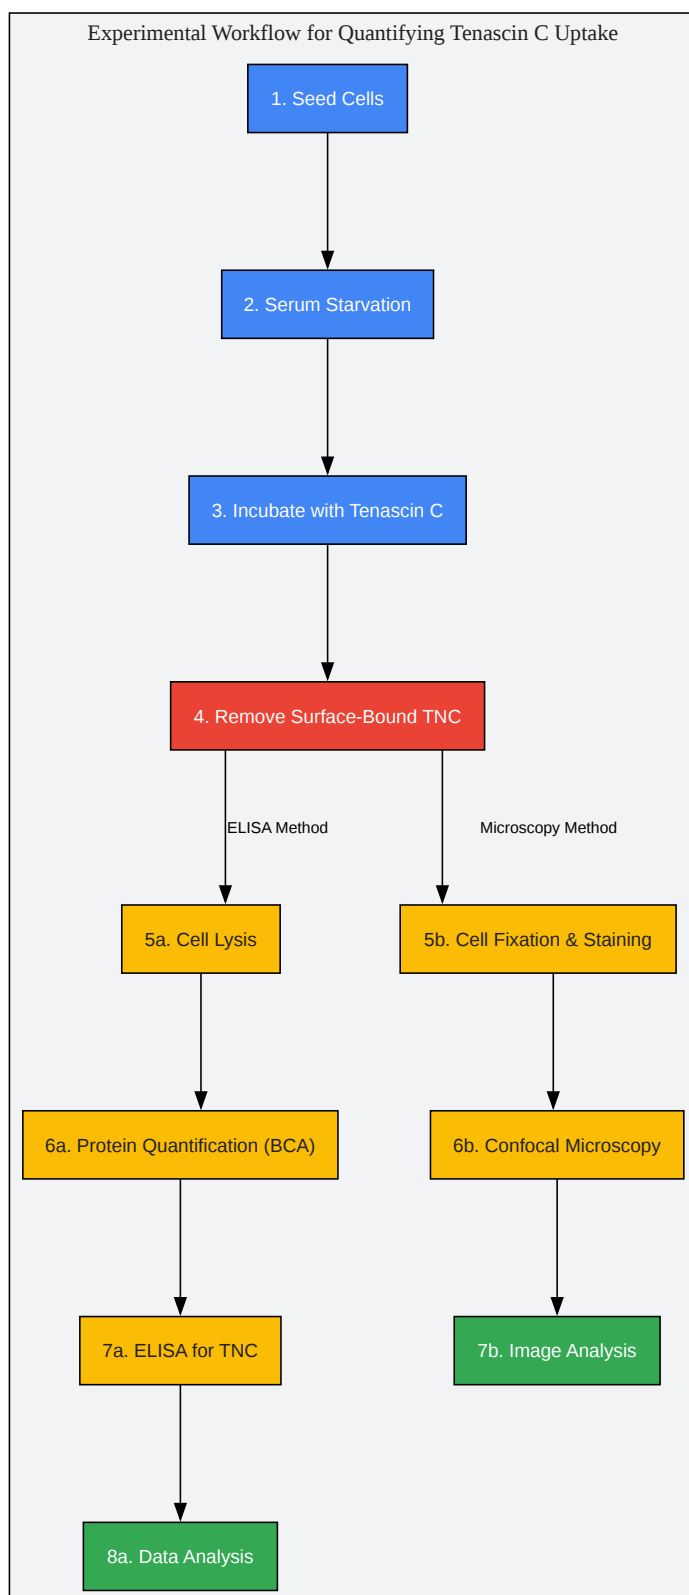 Experimental Workflow for Quantifying Tenascin C Uptake
1. Seed Cells
2. Serum Starvation
3. Incubate with Tenascin C
4. Remove Surface-Bound TNC
ELISA Method
Microscopy Method
5a. Cell Lysis
5b. Cell Fixation & Staining
6a. Protein Quantification (BCA)
6b. Confocal Microscopy
7a. ELISA for TNC
7b. Image Analysis
8a. Data Analysis